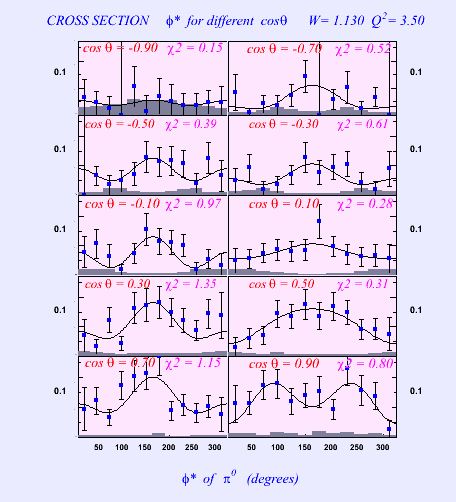 CROSS SECTION ϕ* for different cosθ W= 1.130 Q²= 3.50
cos θ = -0.90 χ2 = 0.15
cos θ = -0.70 χ2 = 0.52
0.1 0.1
cos θ = -0.50 χ2 = 0.39
cos θ = -0.30 χ2 = 0.61
0.1 0.1
cos θ = -0.10 χ2 = 0.97
cos θ = 0.10 χ2 = 0.28
0.1 0.1
cos θ = 0.30 χ2 = 1.35
cos θ = 0.50 χ2 = 0.31
0.1 0.1
cos θ = 0.70 χ2 = 1.15
cos θ = 0.90 χ2 = 0.80
0.1 0.1
50 100 150 200 250 300 50 100 150 200 250 300
ϕ* of π⁰ (degrees)